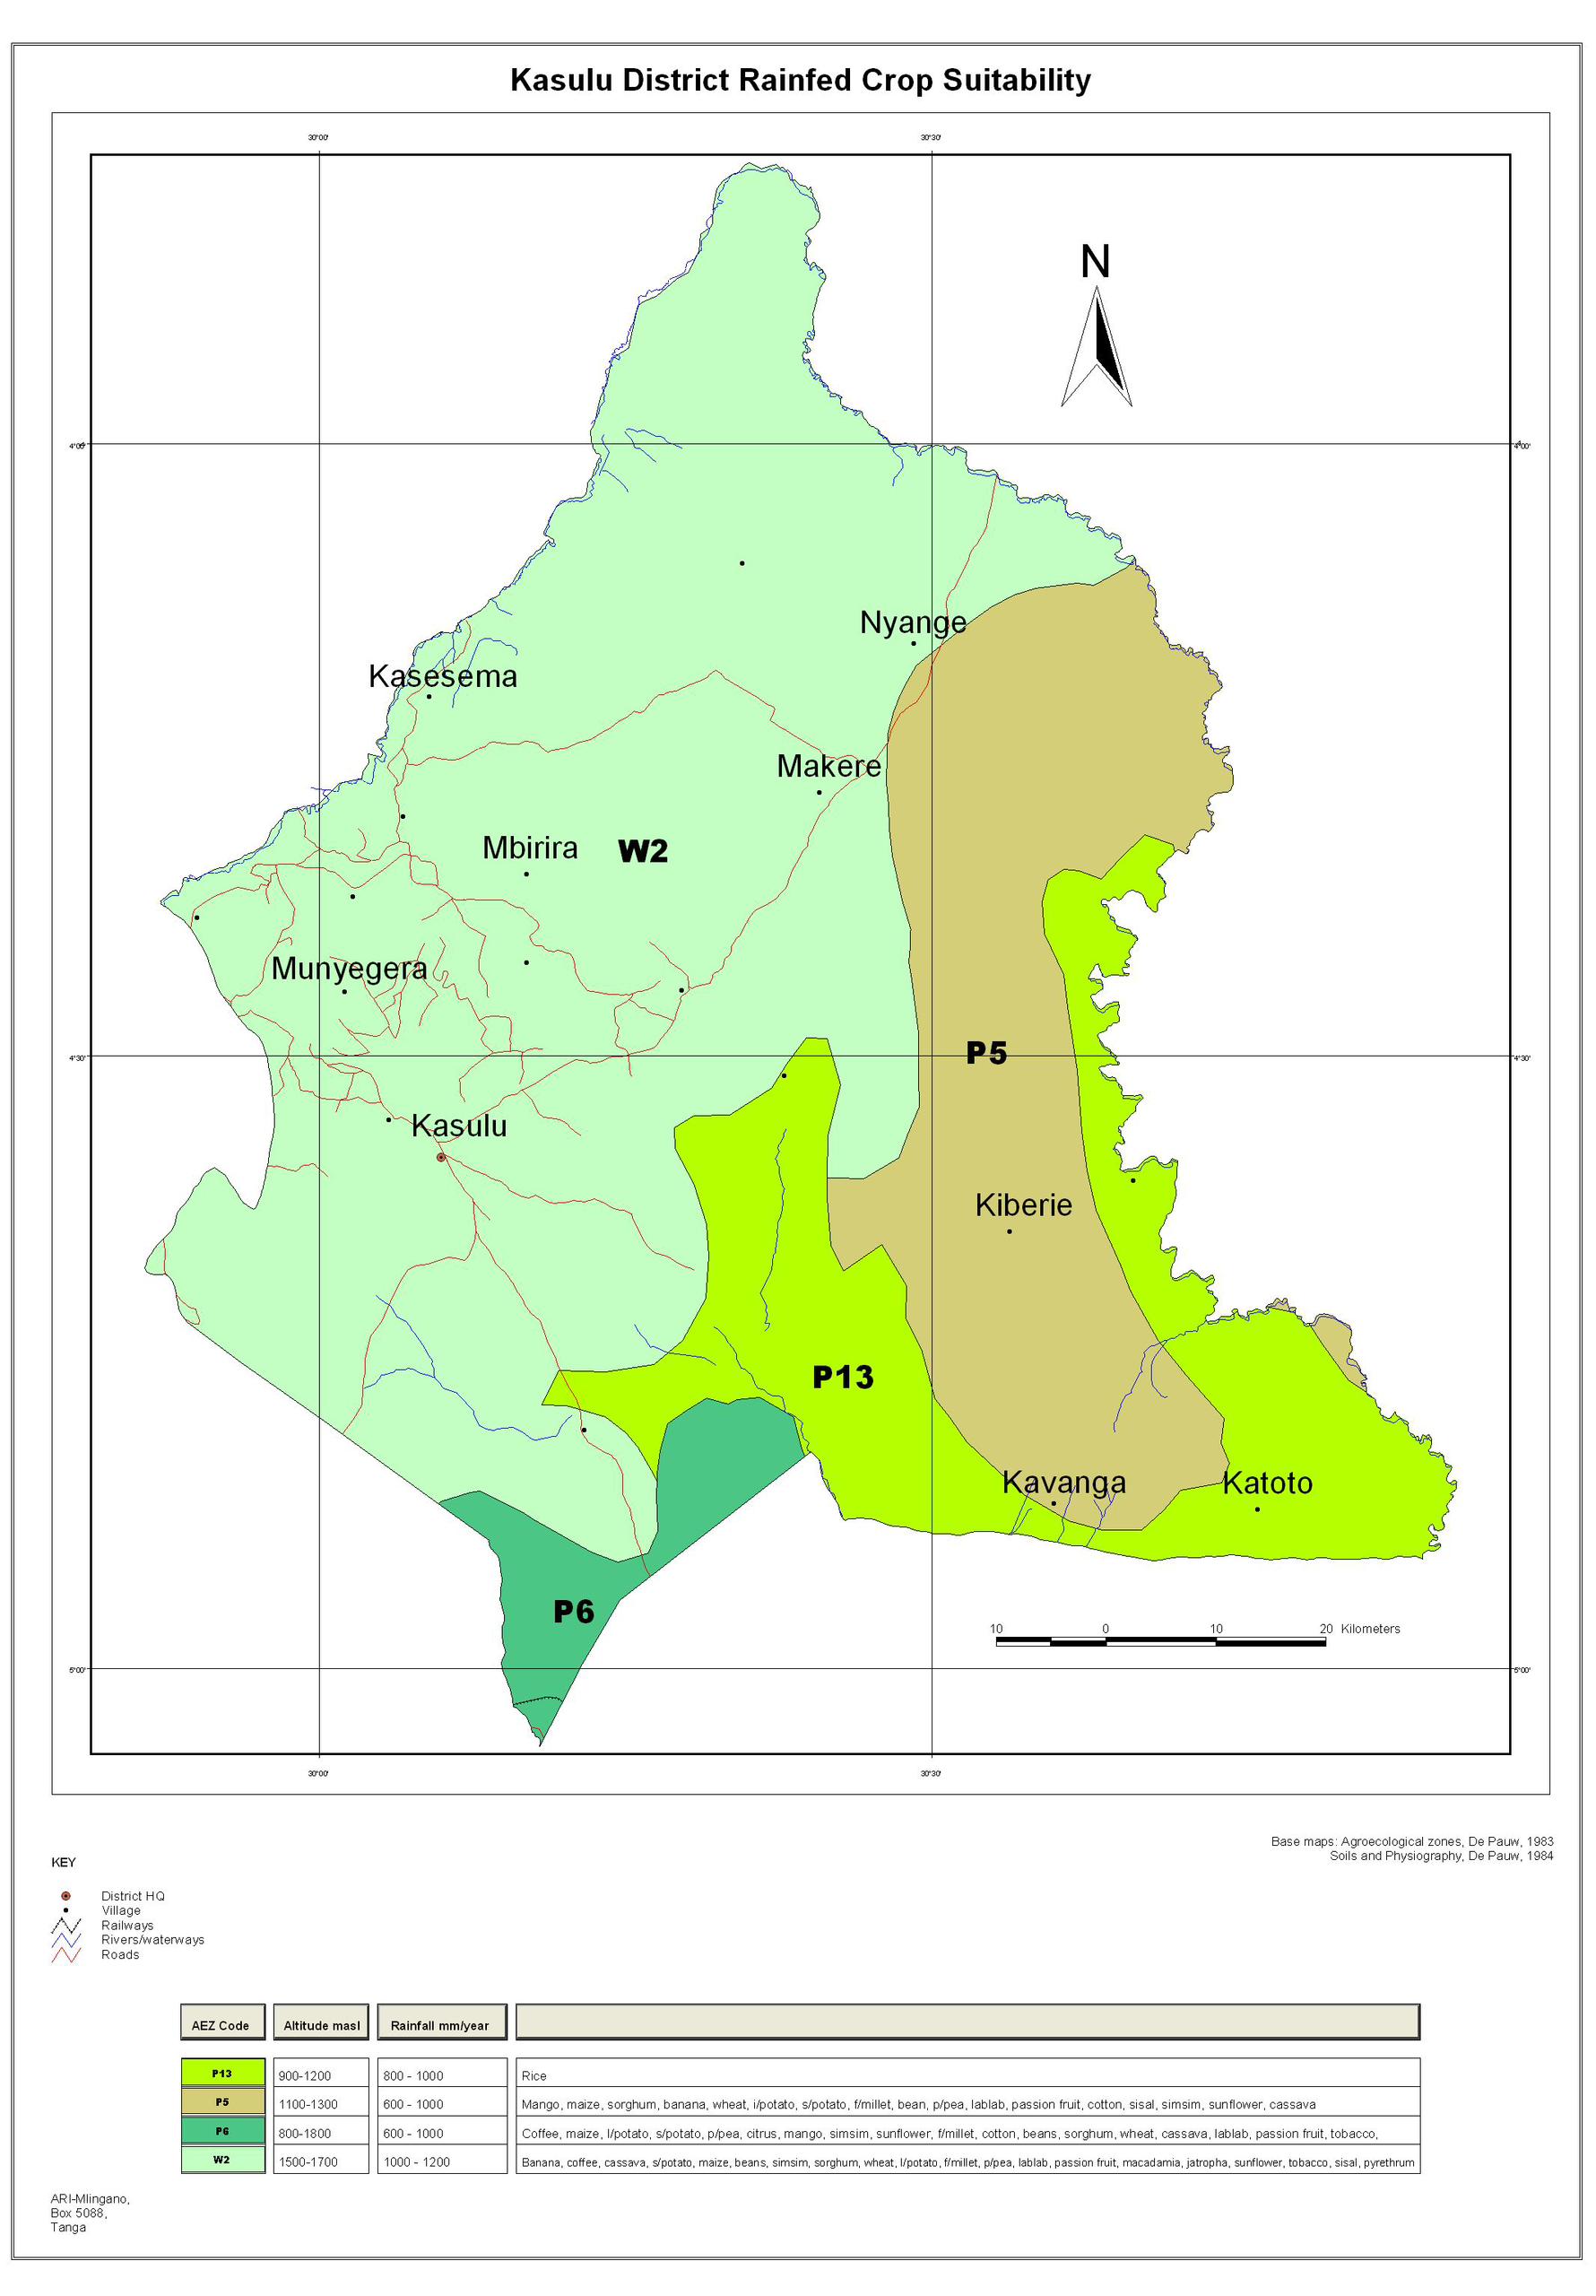 Kasulu District Rainfed Crop Suitability
30°00' 30°30'
N
4°00' 4°00'
Nyange
Kasesema
Makere
Mbirira W2
Munyegera
4°30' P5 4°30'
Kasulu
Kiberie
P13
Kavanga Katoto
P6
10 0 10 20 Kilometers
5°00' 5°00'
30°00' 30°30'
Base maps: Agroecological zones, De Pauw, 1983
Soils and Physiography, De Pauw, 1984
KEY
District HQ
Village
Railways
Rivers/waterways
Roads
AEZ Code Altitude masl Rainfall mm/year
P13 900-1200 800 - 1000 Rice
P5 1100-1300 600 - 1000 Mango, maize, sorghum, banana, wheat, i/potato, s/potato, f/millet, bean, p/pea, lablab, passion fruit, cotton, sisal, simsim, sunflower, cassava
P6 800-1800 600 - 1000 Coffee, maize, I/potato, s/potato, p/pea, citrus, mango, simsim, sunflower, f/millet, cotton, beans, sorghum, wheat, cassava, lablab, passion fruit, tobacco,
W2 1500-1700 1000 - 1200 Banana, coffee, cassava, s/potato, maize, beans, simsim, sorghum, wheat, I/potato, f/millet, p/pea, lablab, passion fruit, macadamia, jatropha, sunflower, tobacco, sisal, pyrethrum
ARI-Mlingano,
Box 5088,
Tanga